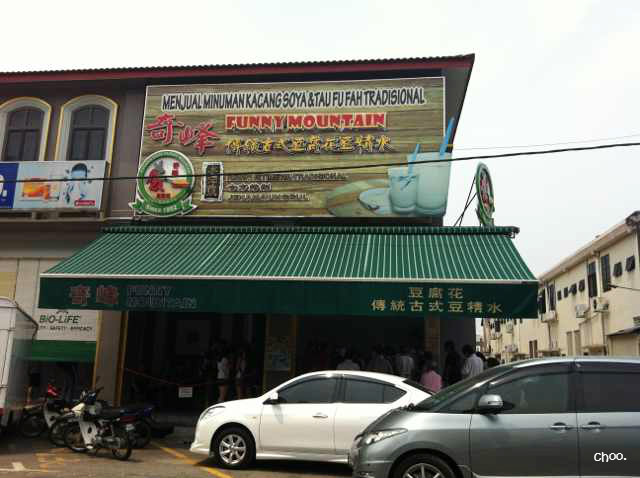 MENJUAL MINUMAN KACANG SOYA & TAU FU FAH TRADISIONAL
奇峰
FUNNY MOUNTAIN
傳統古式豆腐花豆精水
奇峰
FUNNY
MOUNTAIN
豆腐花
傳統古式豆精水
BiO-LiFE
choo.